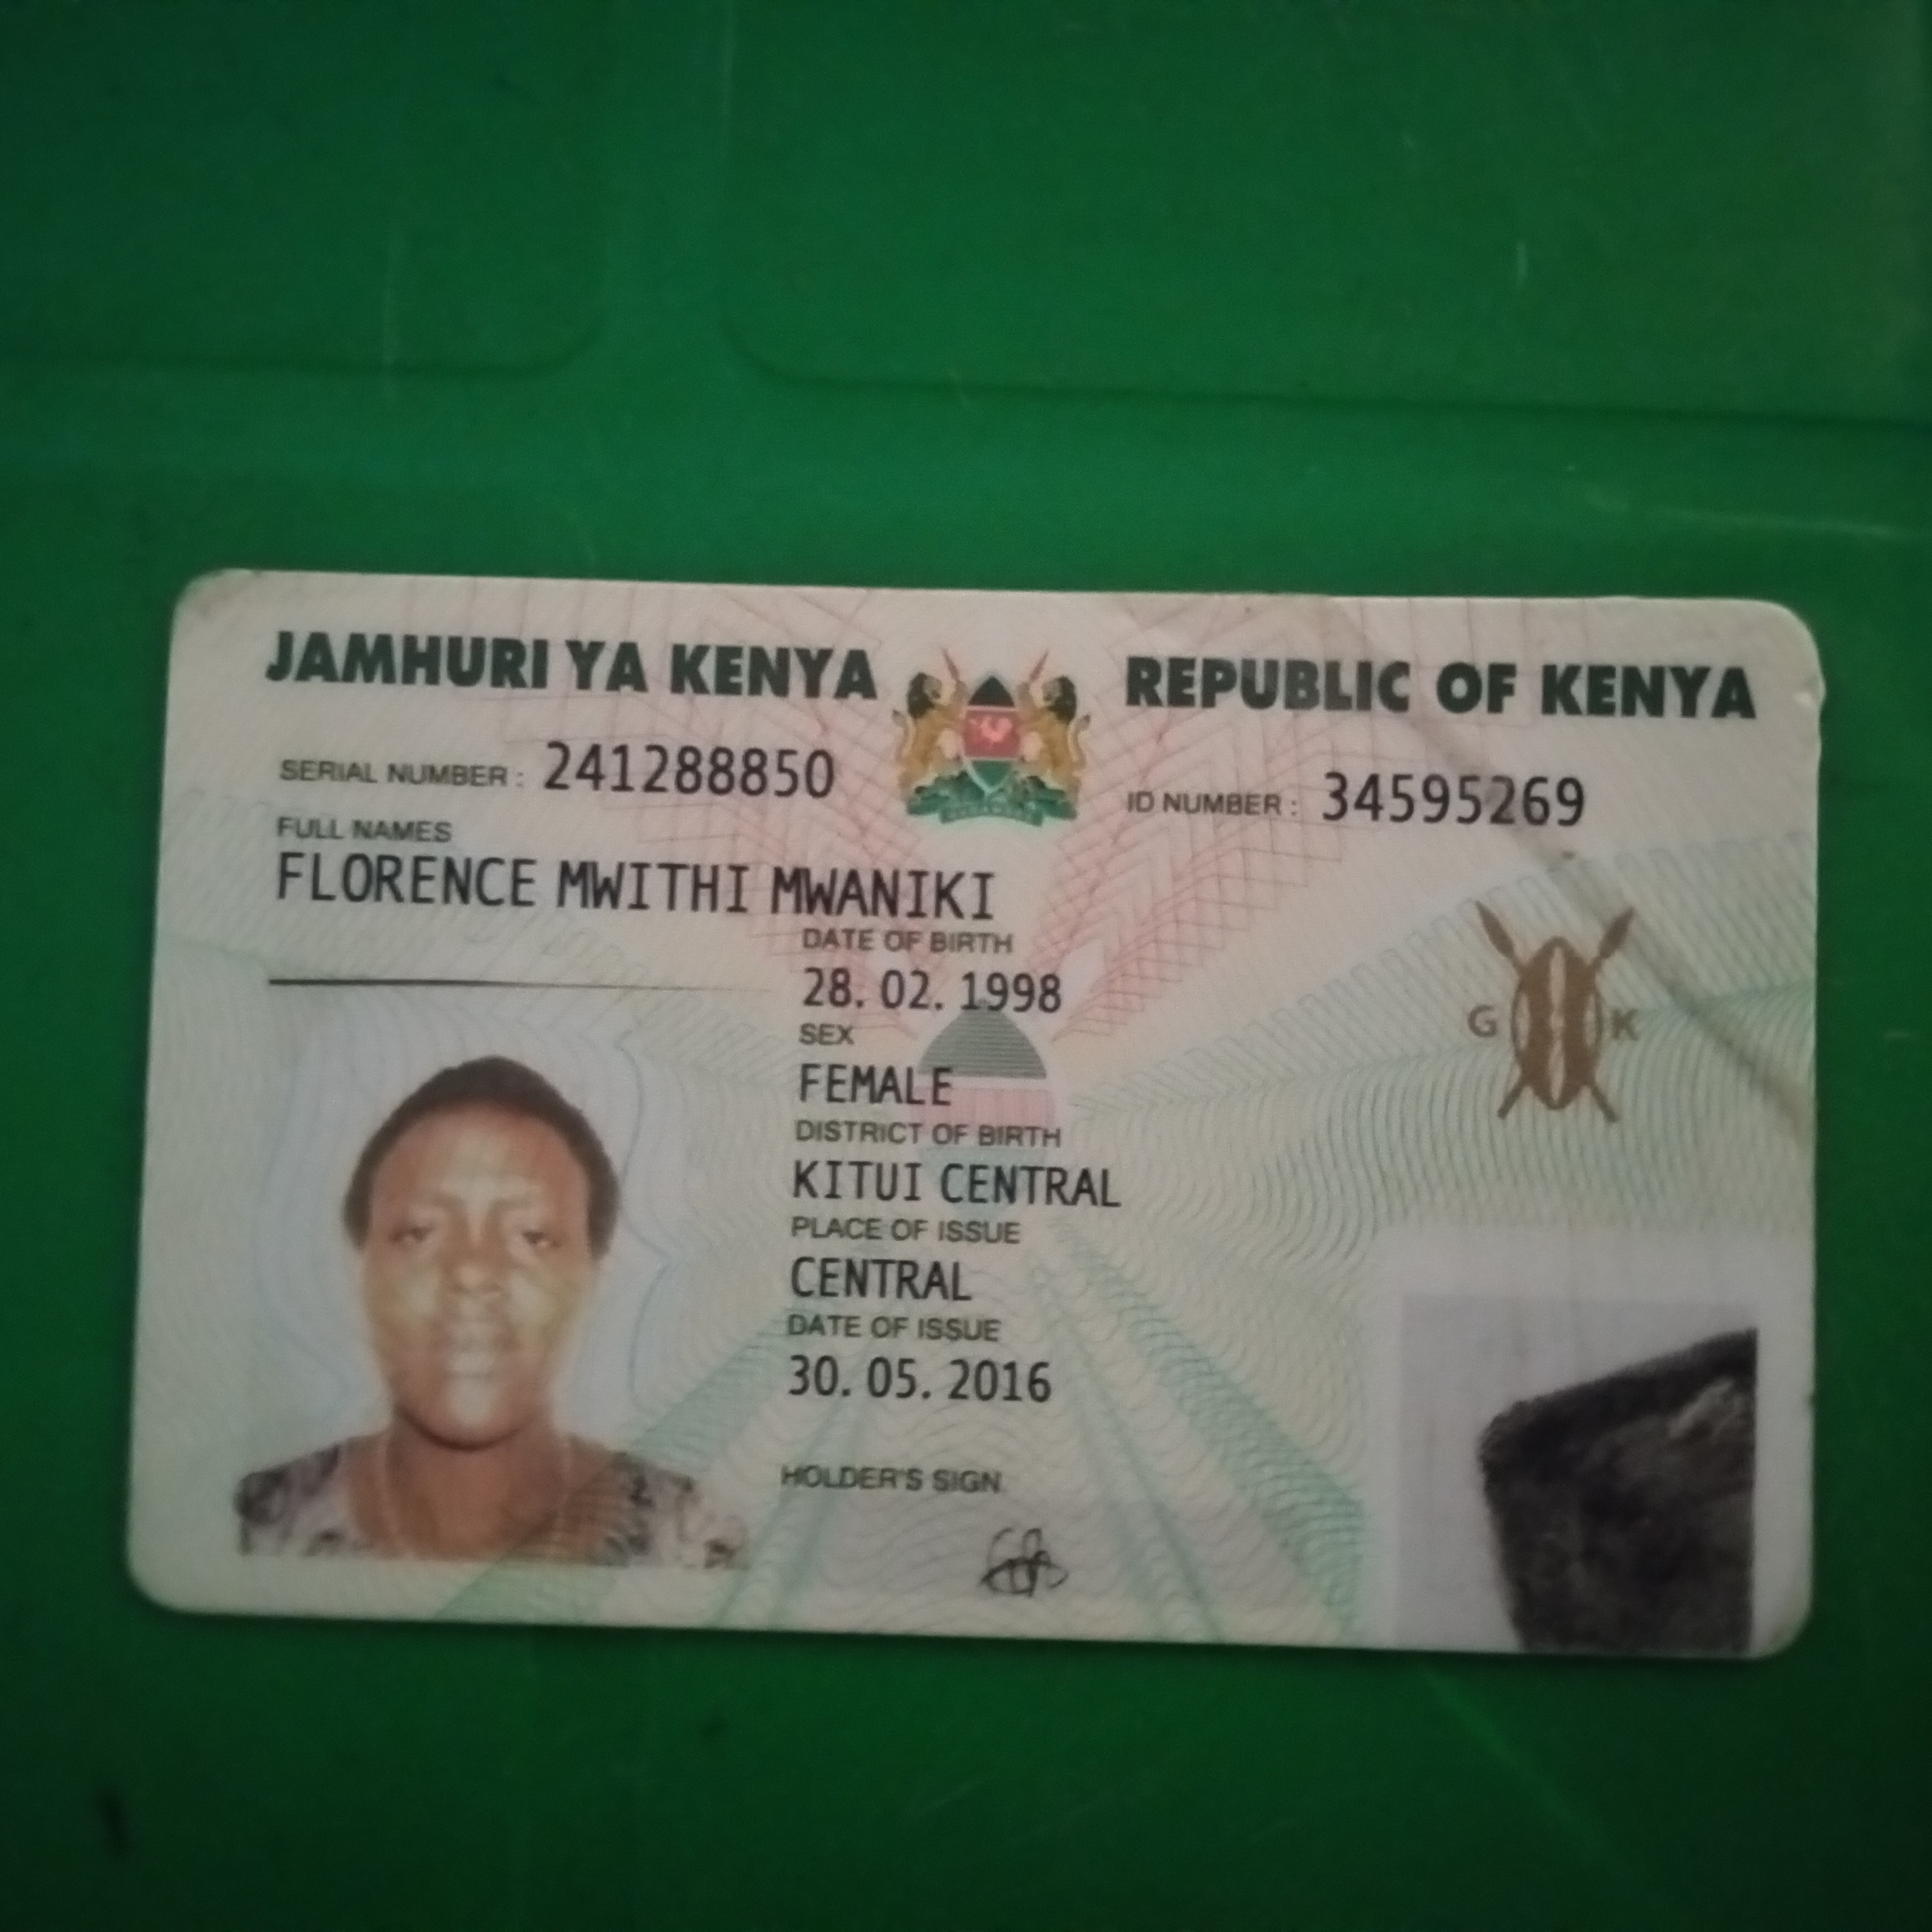 JAMHURI YA KENYA
REPUBLIC OF KENYA
SERIAL NUMBER : 241288850
ID NUMBER : 34595269
FULL NAMES
FLORENCE MWITHI MWANIKI
DATE OF BIRTH
28. 02. 1998
SEX
FEMALE
G K
DISTRICT OF BIRTH
KITUI CENTRAL
PLACE OF ISSUE
CENTRAL
DATE OF ISSUE
30. 05. 2016
HOLDER'S SIGN.